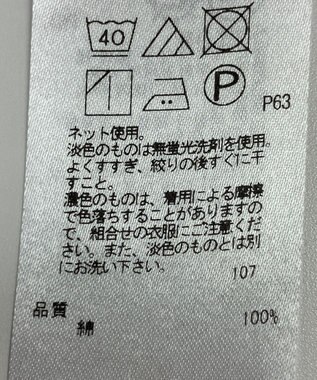 40
P
P63
ネット使用。
淡色のものは無蛍光洗剤を使用。
よくすすぎ、絞りの後すぐに干
すこと。
濃色のものは、着用による摩擦
で色落ちすることがありますの
で、組合せの衣服にご注意くだ
さい。また、淡色のものとは別
にお洗い下さい。
107
品質
綿 100%